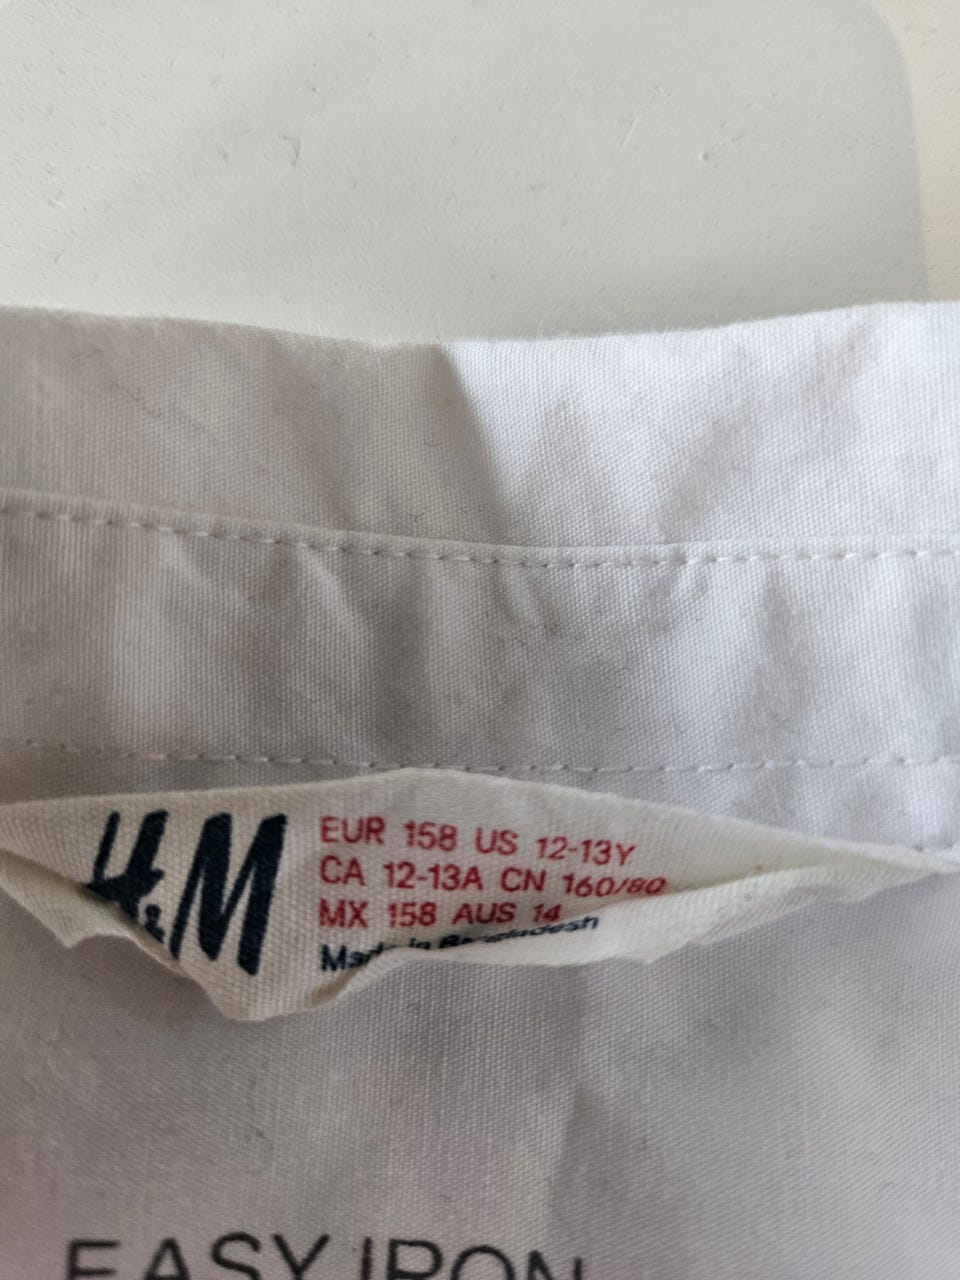 H&M
EUR 158 US 12-13Y
CA 12-13A CN 160/80
MX 158 AUS 14
Made in Bangladesh
EASY IRON